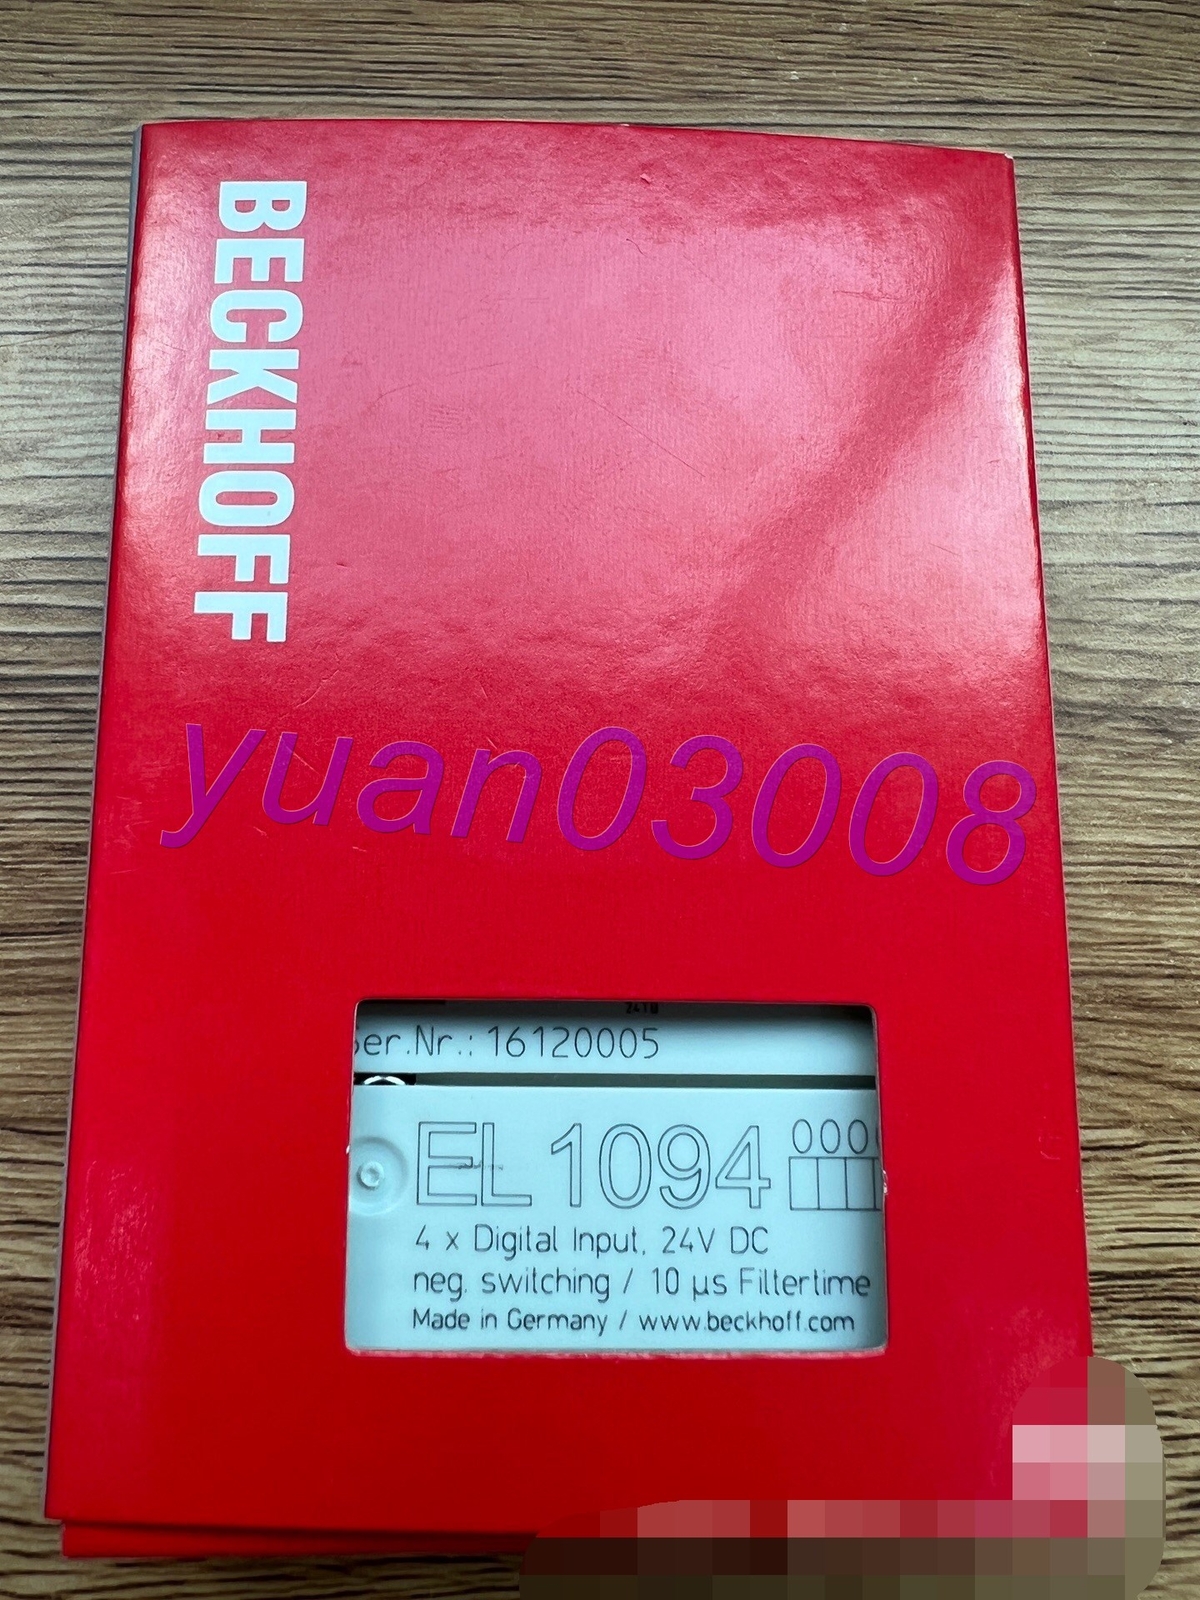 BECKHOFF
yuan03008
Ser.Nr.: 16120005
EL 1094
000
4 x Digital Input, 24V DC
neg. switching / 10 µs Filtertime
Made in Germany / www.beckhoff.com